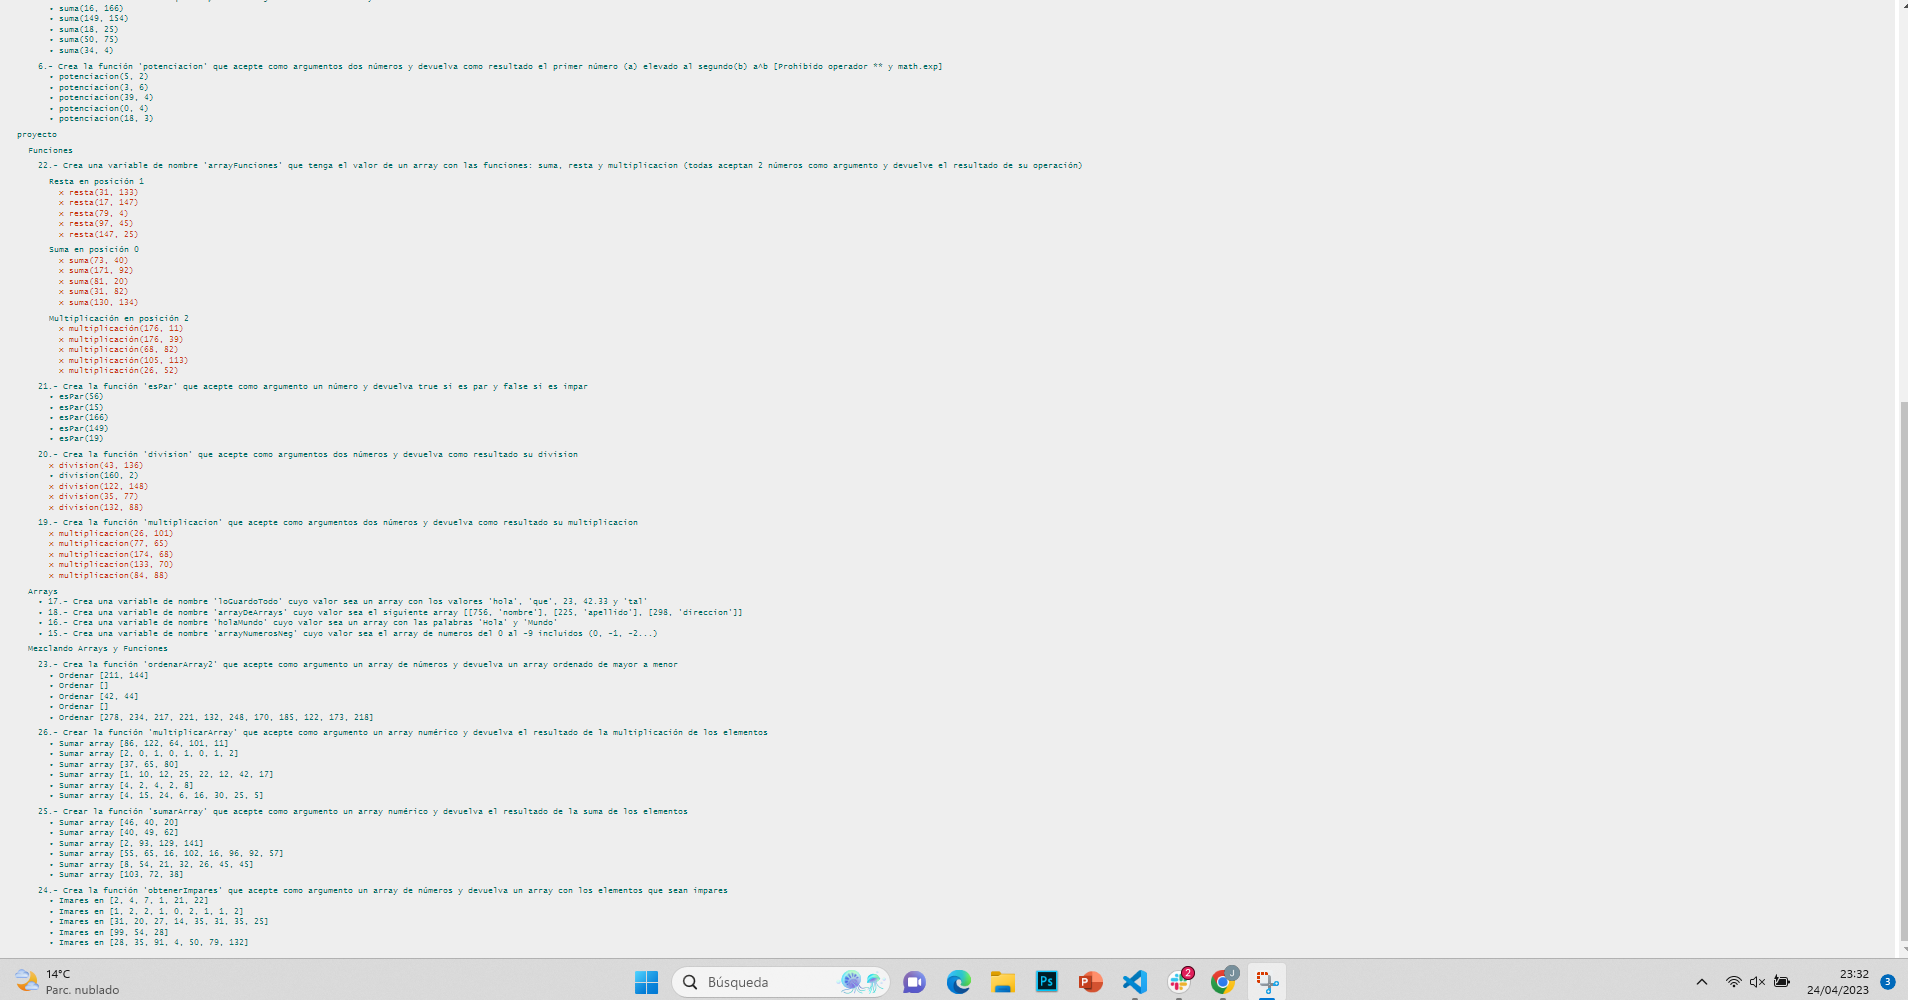 • suma(16, 166)
• suma(149, 154)
• suma(18, 25)
• suma(50, 75)
• suma(34, 4)
6.- Crea la función 'potenciacion' que acepte como argumentos dos números y devuelva como resultado el primer número (a) elevado al segundo(b) a^b [Prohibido operador ** y math.exp]
• potenciacion(5, 2)
• potenciacion(3, 6)
• potenciacion(39, 4)
• potenciacion(0, 4)
• potenciacion(18, 3)
proyecto
Funciones
22.- Crea una variable de nombre 'arrayFunciones' que tenga el valor de un array con las funciones: suma, resta y multiplicacion (todas aceptan 2 números como argumento y devuelve el resultado de su operación)
Resta en posición 1
x resta(31, 133)
x resta(17, 147)
x resta(79, 4)
x resta(97, 45)
x resta(147, 25)
Suma en posición 0
x suma(73, 40)
x suma(171, 92)
x suma(81, 20)
x suma(31, 82)
x suma(130, 134)
Multiplicación en posición 2
x multiplicación(176, 11)
x multiplicación(176, 39)
x multiplicación(68, 82)
x multiplicación(105, 113)
x multiplicación(26, 52)
21.- Crea la función 'esPar' que acepte como argumento un número y devuelva true si es par y false si es impar
• esPar(56)
• esPar(15)
• esPar(166)
• esPar(149)
• esPar(19)
20.- Crea la función 'division' que acepte como argumentos dos números y devuelva como resultado su division
x division(43, 136)
• division(160, 2)
x division(122, 148)
x division(35, 77)
x division(132, 88)
19.- Crea la función 'multiplicacion' que acepte como argumentos dos números y devuelva como resultado su multiplicacion
x multiplicacion(26, 101)
x multiplicacion(77, 65)
x multiplicacion(174, 68)
x multiplicacion(133, 70)
x multiplicacion(84, 88)
Arrays
• 17.- Crea una variable de nombre 'loGuardoTodo' cuyo valor sea un array con los valores 'hola', 'que', 23, 42.33 y 'tal'
• 18.- Crea una variable de nombre 'arrayDeArrays' cuyo valor sea el siguiente array [[756, 'nombre'], [225, 'apellido'], [298, 'direccion']]
• 16.- Crea una variable de nombre 'holaMundo' cuyo valor sea un array con las palabras 'Hola' y 'Mundo'
• 15.- Crea una variable de nombre 'arrayNumerosNeg' cuyo valor sea el array de numeros del 0 al -9 incluidos (0, -1, -2...)
Mezclando Arrays y Funciones
23.- Crea la función 'ordenarArray2' que acepte como argumento un array de números y devuelva un array ordenado de mayor a menor
• Ordenar [211, 144]
• Ordenar []
• Ordenar [42, 44]
• Ordenar []
• Ordenar [278, 234, 217, 221, 132, 248, 170, 185, 122, 173, 218]
26.- Crear la función 'multiplicarArray' que acepte como argumento un array numérico y devuelva el resultado de la multiplicación de los elementos
• Sumar array [86, 122, 64, 101, 11]
• Sumar array [2, 0, 1, 0, 1, 0, 1, 2]
• Sumar array [37, 65, 80]
• Sumar array [1, 10, 12, 25, 22, 12, 42, 17]
• Sumar array [4, 2, 4, 2, 8]
• Sumar array [4, 15, 24, 6, 16, 30, 25, 5]
25.- Crear la función 'sumarArray' que acepte como argumento un array numérico y devuelva el resultado de la suma de los elementos
• Sumar array [46, 40, 20]
• Sumar array [40, 49, 62]
• Sumar array [2, 93, 129, 141]
• Sumar array [55, 65, 16, 102, 16, 96, 92, 57]
• Sumar array [8, 54, 21, 32, 26, 45, 45]
• Sumar array [103, 72, 38]
24.- Crea la función 'obtenerImpares' que acepte como argumento un array de números y devuelva un array con los elementos que sean impares
• Imares en [2, 4, 7, 1, 21, 22]
• Imares en [1, 2, 2, 1, 0, 2, 1, 1, 2]
• Imares en [31, 20, 27, 14, 35, 31, 35, 25]
• Imares en [99, 54, 28]
• Imares en [28, 35, 91, 4, 50, 79, 132]
14°C
Parc. nublado
Búsqueda
Ps
P
2
J
23:32
24/04/2023
3